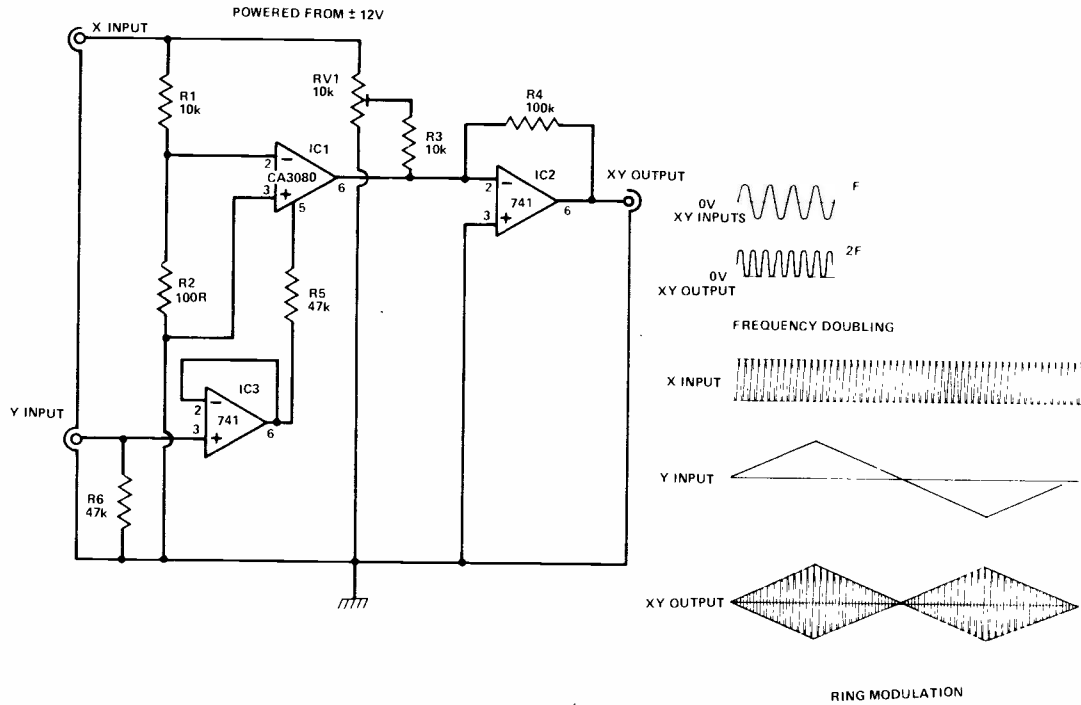 POWERED FROM ± 12V
X INPUT
R1
10k
RV1
10k
R4
100k
R3
10k
IC1
CA3080
2
3
5
6
−
+
IC2
741
2
3
6
−
+
XY OUTPUT
R2
100R
R5
47k
IC3
741
2
3
6
−
+
Y INPUT
R6
47k
F
0V
XY INPUTS
2F
0V
XY OUTPUT
FREQUENCY DOUBLING
X INPUT
Y INPUT
XY OUTPUT
RING MODULATION